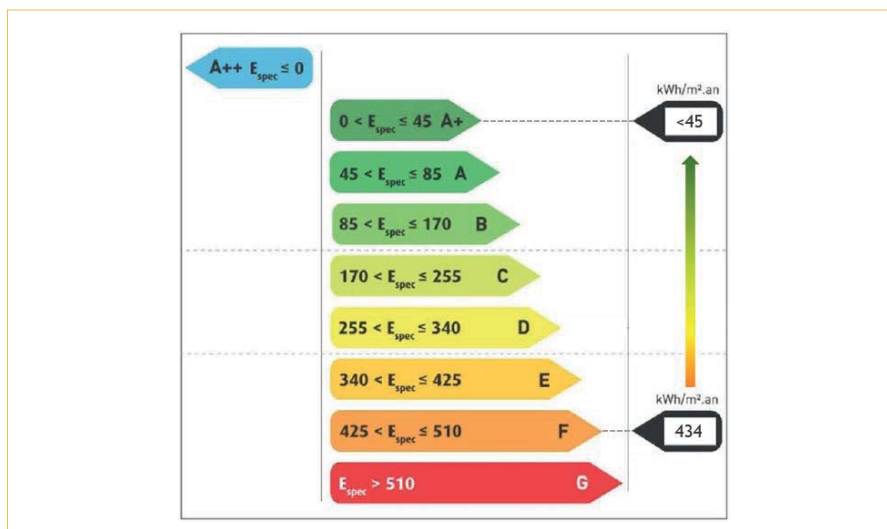 A++ Espec ≤ 0
kWh/m².an
0 < Espec ≤ 45 A+
<45
45 < Espec ≤ 85 A
85 < Espec ≤ 170 B
170 < Espec ≤ 255 C
255 < Espec ≤ 340 D
340 < Espec ≤ 425 E
kWh/m².an
425 < Espec ≤ 510 F
434
Espec > 510 G